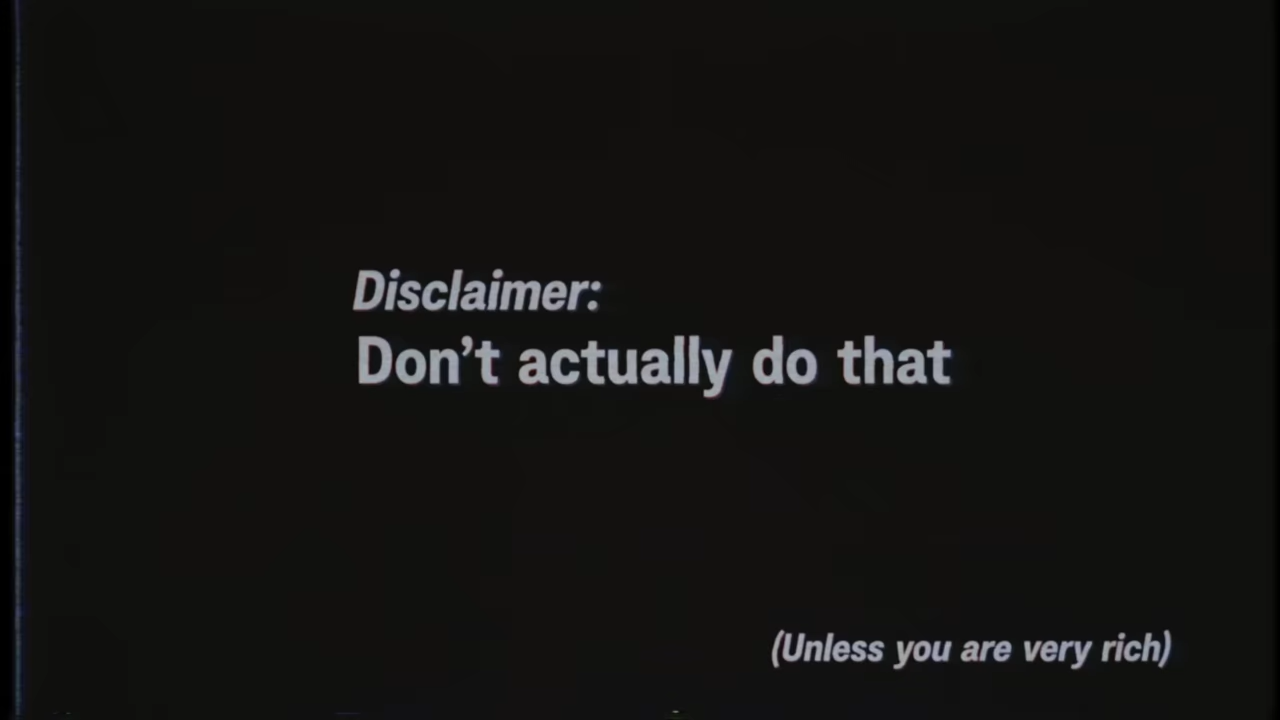 Disclaimer:
Don’t actually do that
(Unless you are very rich)